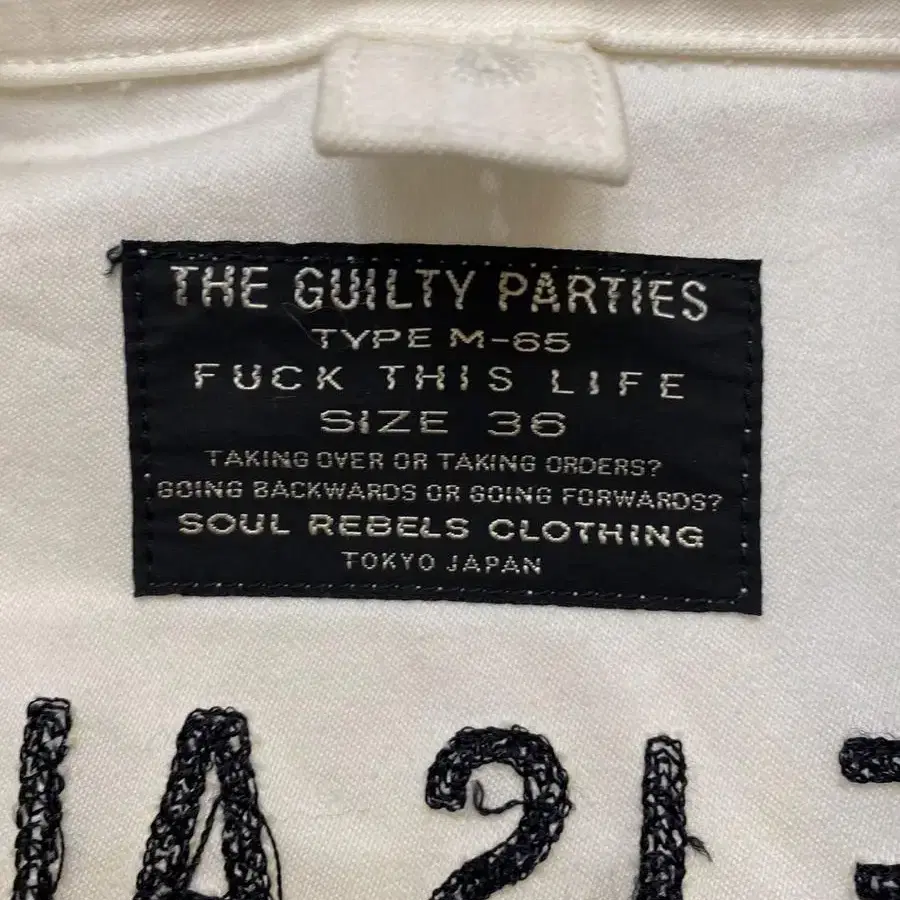 THE GUILTY PARTIES
TYPE M-65
FUCK THIS LIFE
SIZE 36
TAKING OVER OR TAKING ORDERS?
GOING BACKWARDS OR GOING FORWARDS?
SOUL REBELS CLOTHING
TOKYO JAPAN